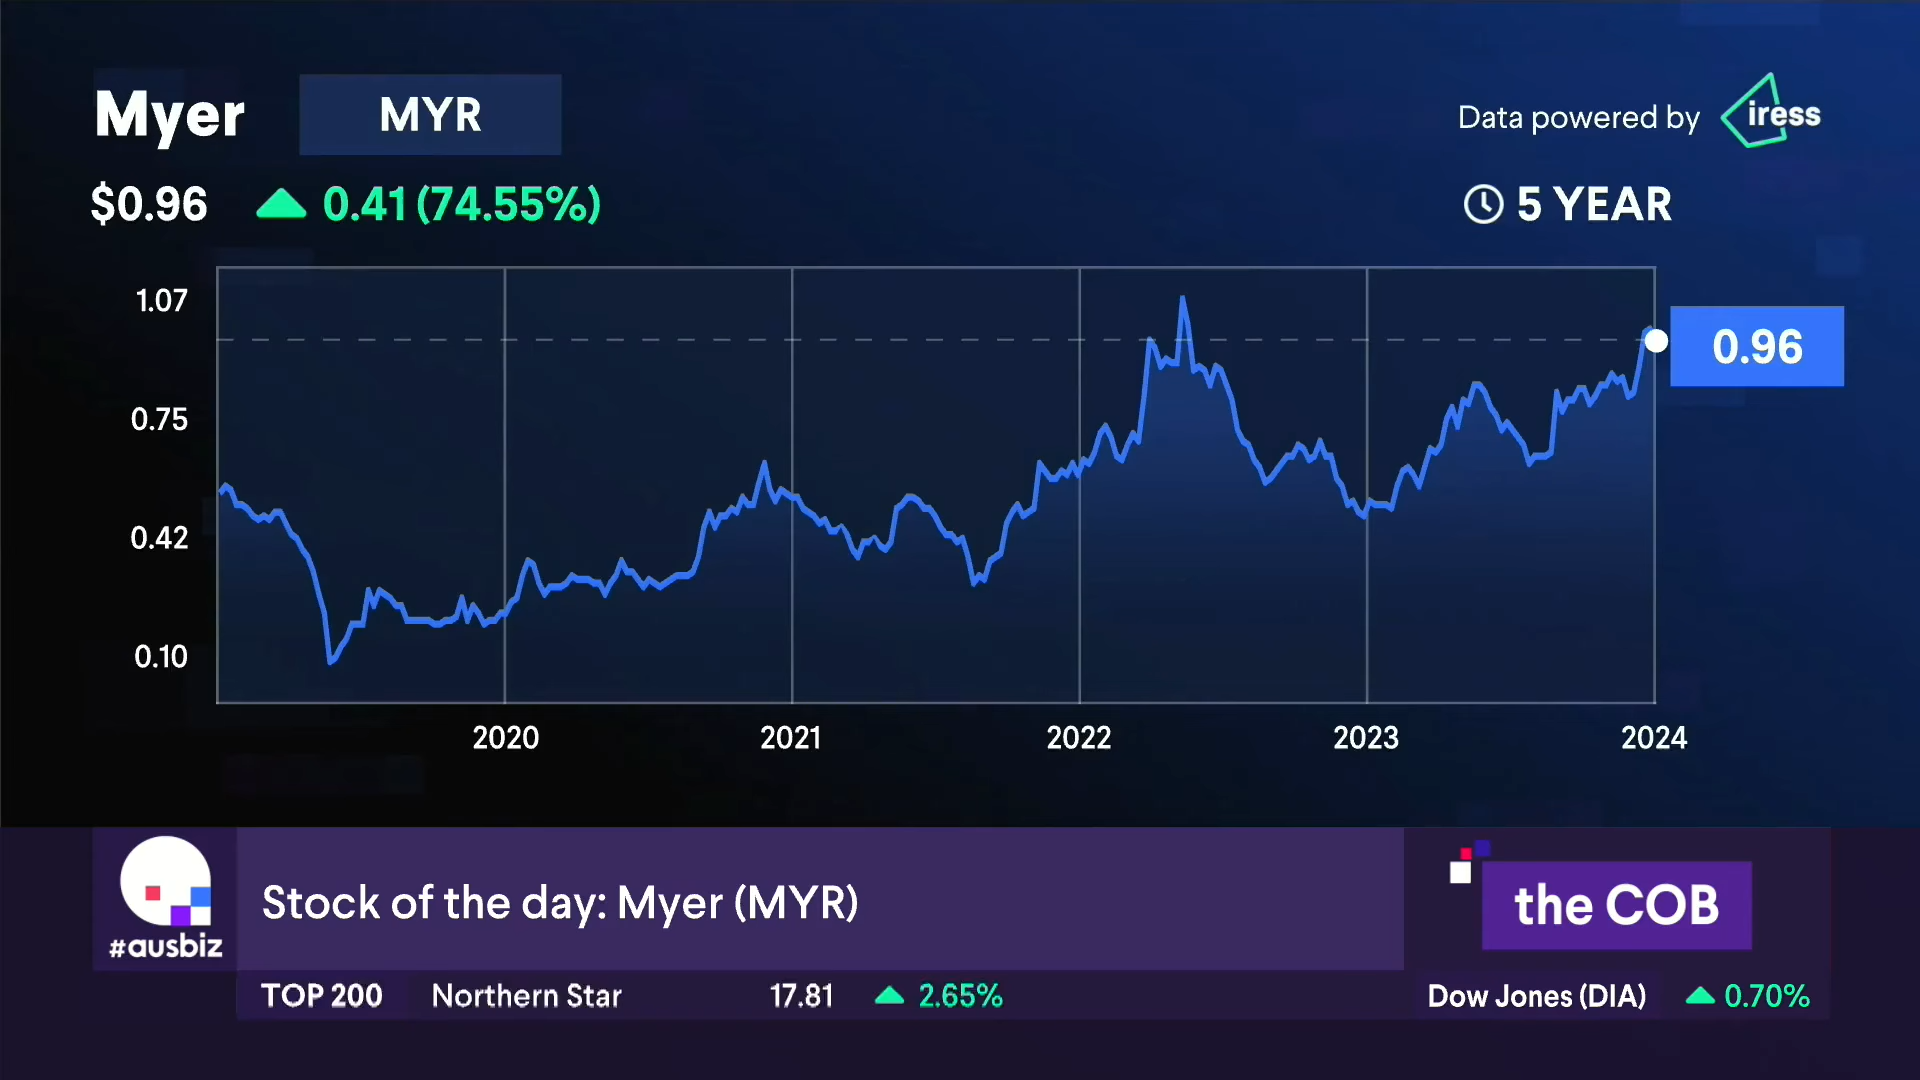 Myer MYR
Data powered by iress
$0.96 0.41 (74.55%)
5 YEAR
1.07
0.96
0.75
0.42
0.10
2020 2021 2022 2023 2024
Stock of the day: Myer (MYR)
the COB
#ausbiz
TOP 200 Northern Star 17.81 2.65%
Dow Jones (DIA) 0.70%